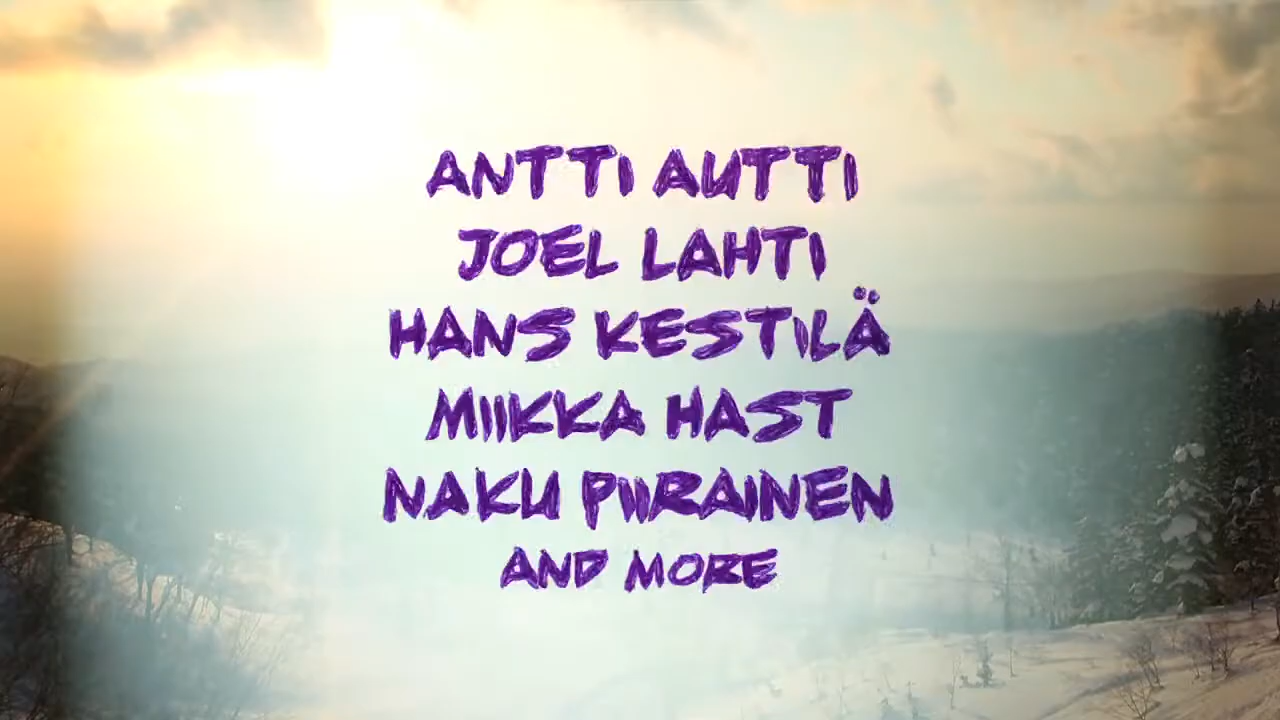 ANTTI AUTTI
JOEL LAHTI
HANS KESTILÄ
MIIKKA HAST
NAKU PIIRAINEN
AND MORE